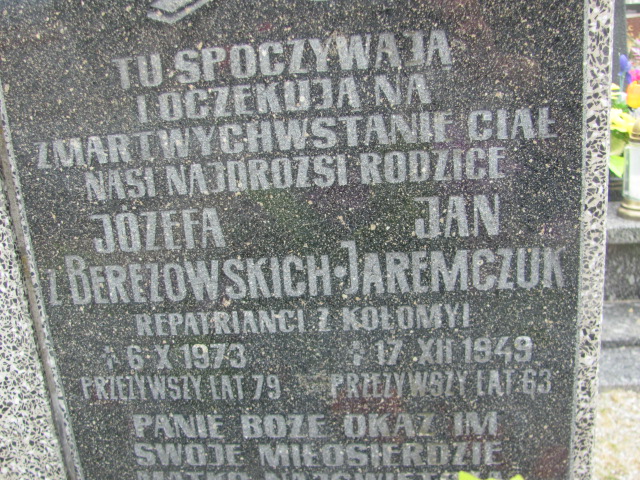 TU SPOCZYWAJĄ
I OCZEKUJĄ NA
ZMARTWYCHWSTANIE CIAŁ
NASI NAJDROŻSI RODZICE
JÓZEFA JAN
Z BEREZOWSKICH·JAREMCZUK
REPATRIANCI Z KOŁOMYI
† 6 X 1973 † 17 XII 1949
PRZEŻYWSZY LAT 79 PRZEŻYWSZY LAT 63
PANIE BOŻE OKAŻ IM
SWOJE MIŁOSIERDZIE
MATKO